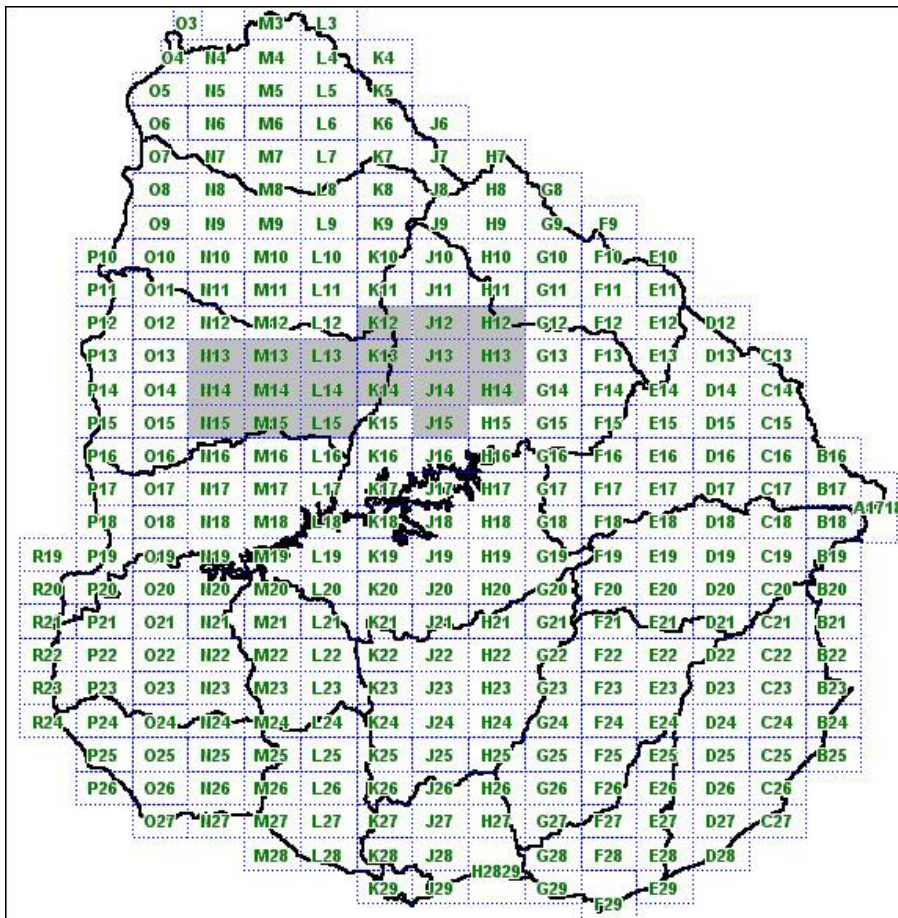 O3 M3 L3
O4 N4 M4 L4 K4
O5 N5 M5 L5 K5
O6 N6 M6 L6 K6 J6
O7 N7 M7 L7 K7 J7 H7
O8 N8 M8 L8 K8 J8 H8 G8
O9 N9 M9 L9 K9 J9 H9 G9 F9
P10 O10 N10 M10 L10 K10 J10 H10 G10 F10 E10
P11 O11 N11 M11 L11 K11 J11 H11 G11 F11 E11
P12 O12 N12 M12 L12 K12 J12 H12 G12 F12 E12 D12
P13 O13 N13 M13 L13 K13 J13 H13 G13 F13 E13 D13 C13
P14 O14 N14 M14 L14 K14 J14 H14 G14 F14 E14 D14 C14
P15 O15 N15 M15 L15 K15 J15 H15 G15 F15 E15 D15 C15
P16 O16 N16 M16 L16 K16 J16 H16 G16 F16 E16 D16 C16 B16
P17 O17 N17 M17 L17 K17 J17 H17 G17 F17 E17 D17 C17 B17
A1718
P18 O18 N18 M18 L18 K18 J18 H18 G18 F18 E18 D18 C18 B18
R19 P19 O19 N19 M19 L19 K19 J19 H19 G19 F19 E19 D19 C19 B19
R20 P20 O20 N20 M20 L20 K20 J20 H20 G20 F20 E20 D20 C20 B20
R21 P21 O21 N21 M21 L21 K21 J21 H21 G21 F21 E21 D21 C21 B21
R22 P22 O22 N22 M22 L22 K22 J22 H22 G22 F22 E22 D22 C22 B22
R23 P23 O23 N23 M23 L23 K23 J23 H23 G23 F23 E23 D23 C23 B23
R24 P24 O24 N24 M24 L24 K24 J24 H24 G24 F24 E24 D24 C24 B24
P25 O25 N25 M25 L25 K25 J25 H25 G25 F25 E25 D25 C25 B25
P26 O26 N26 M26 L26 K26 J26 H26 G26 F26 E26 D26 C26
O27 N27 M27 L27 K27 J27 H27 G27 F27 E27 D27 C27
M28 L28 K28 J28 G28 F28 E28 D28
H2829
K29 J29 G29 E29
F29